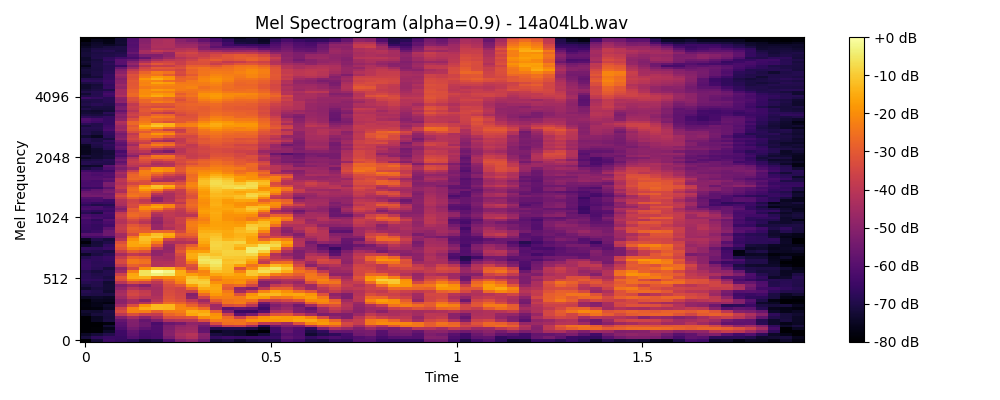 Mel Spectrogram (alpha=0.9) - 14a04Lb.wav
Mel Frequency
4096
2048
1024
512
0
0
0.5
1
1.5
Time
+0 dB
-10 dB
-20 dB
-30 dB
-40 dB
-50 dB
-60 dB
-70 dB
-80 dB